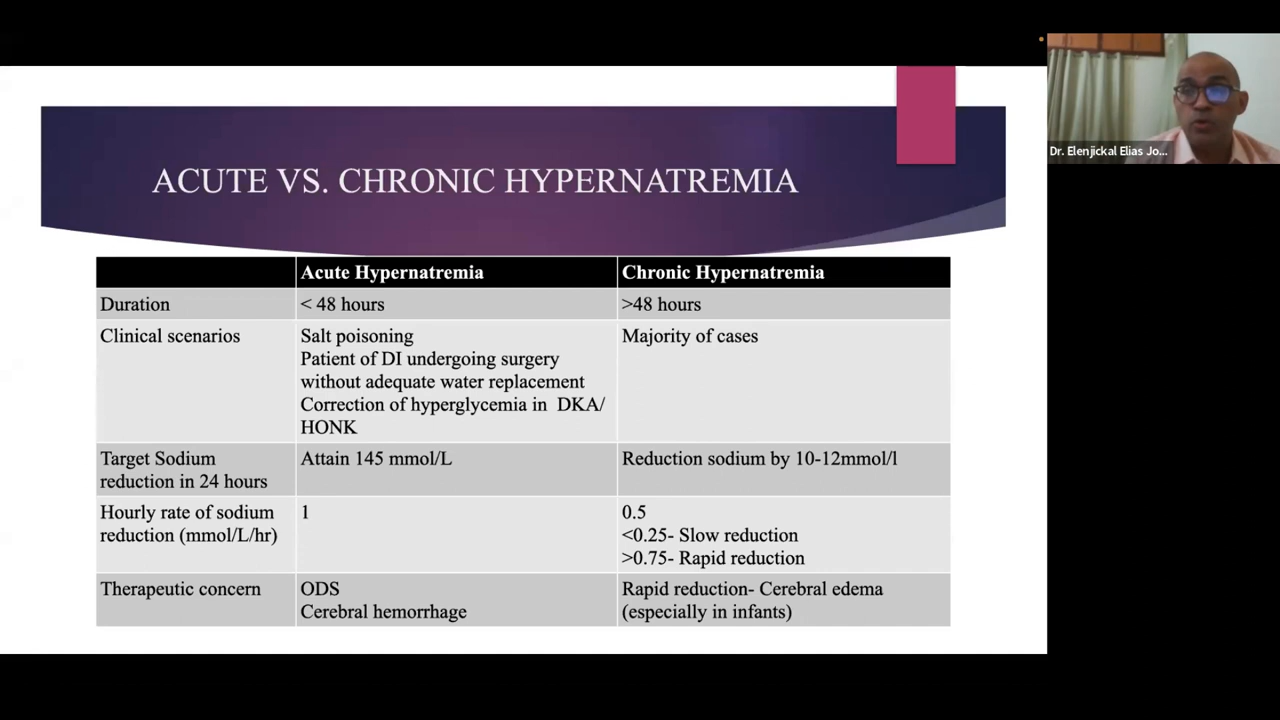 ACUTE VS. CHRONIC HYPERNATREMIA
Acute Hypernatremia
Chronic Hypernatremia
Duration
< 48 hours
>48 hours
Clinical scenarios
Salt poisoning
Patient of DI undergoing surgery
without adequate water replacement
Correction of hyperglycemia in DKA/
HONK
Majority of cases
Target Sodium
reduction in 24 hours
Attain 145 mmol/L
Reduction sodium by 10-12mmol/l
Hourly rate of sodium
reduction (mmol/L/hr)
1
0.5
<0.25- Slow reduction
>0.75- Rapid reduction
Therapeutic concern
ODS
Cerebral hemorrhage
Rapid reduction- Cerebral edema
(especially in infants)
Dr. Elenjickal Elias Jo...